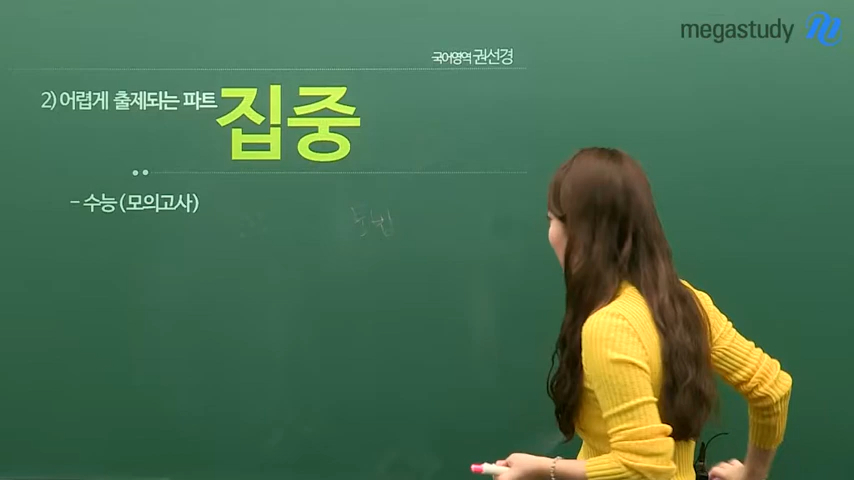 megastudy
국어영역 권선경
2) 어렵게 출제되는 파트 집중
- 수능(모의고사)